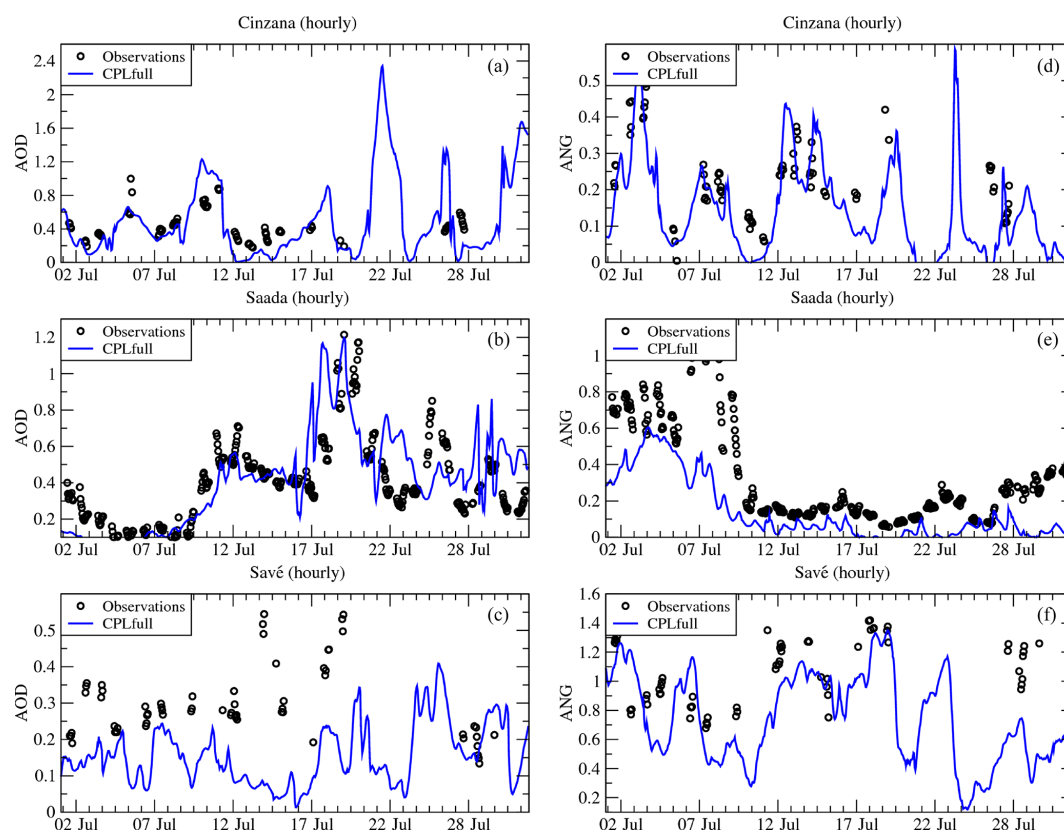 Cinzana (hourly)
Observations
CPLfull
(a)
AOD
2.4
2
1.6
1.2
0.8
0.4
0
02 Jul 07 Jul 12 Jul 17 Jul 22 Jul 28 Jul
Cinzana (hourly)
Observations
CPLfull
(d)
ANG
0.5
0.4
0.3
0.2
0.1
0
02 Jul 07 Jul 12 Jul 17 Jul 22 Jul 28 Jul
Saada (hourly)
Observations
CPLfull
(b)
AOD
1.2
1
0.8
0.6
0.4
0.2
02 Jul 07 Jul 12 Jul 17 Jul 22 Jul 28 Jul
Saada (hourly)
Observations
CPLfull
(e)
ANG
1
0.8
0.6
0.4
0.2
0
02 Jul 07 Jul 12 Jul 17 Jul 22 Jul 28 Jul
Savé (hourly)
Observations
CPLfull
(c)
AOD
0.5
0.4
0.3
0.2
0.1
0
02 Jul 07 Jul 12 Jul 17 Jul 22 Jul 28 Jul
Savé (hourly)
Observations
CPLfull
(f)
ANG
1.6
1.4
1.2
1
0.8
0.6
0.4
0.2
02 Jul 07 Jul 12 Jul 17 Jul 22 Jul 28 Jul